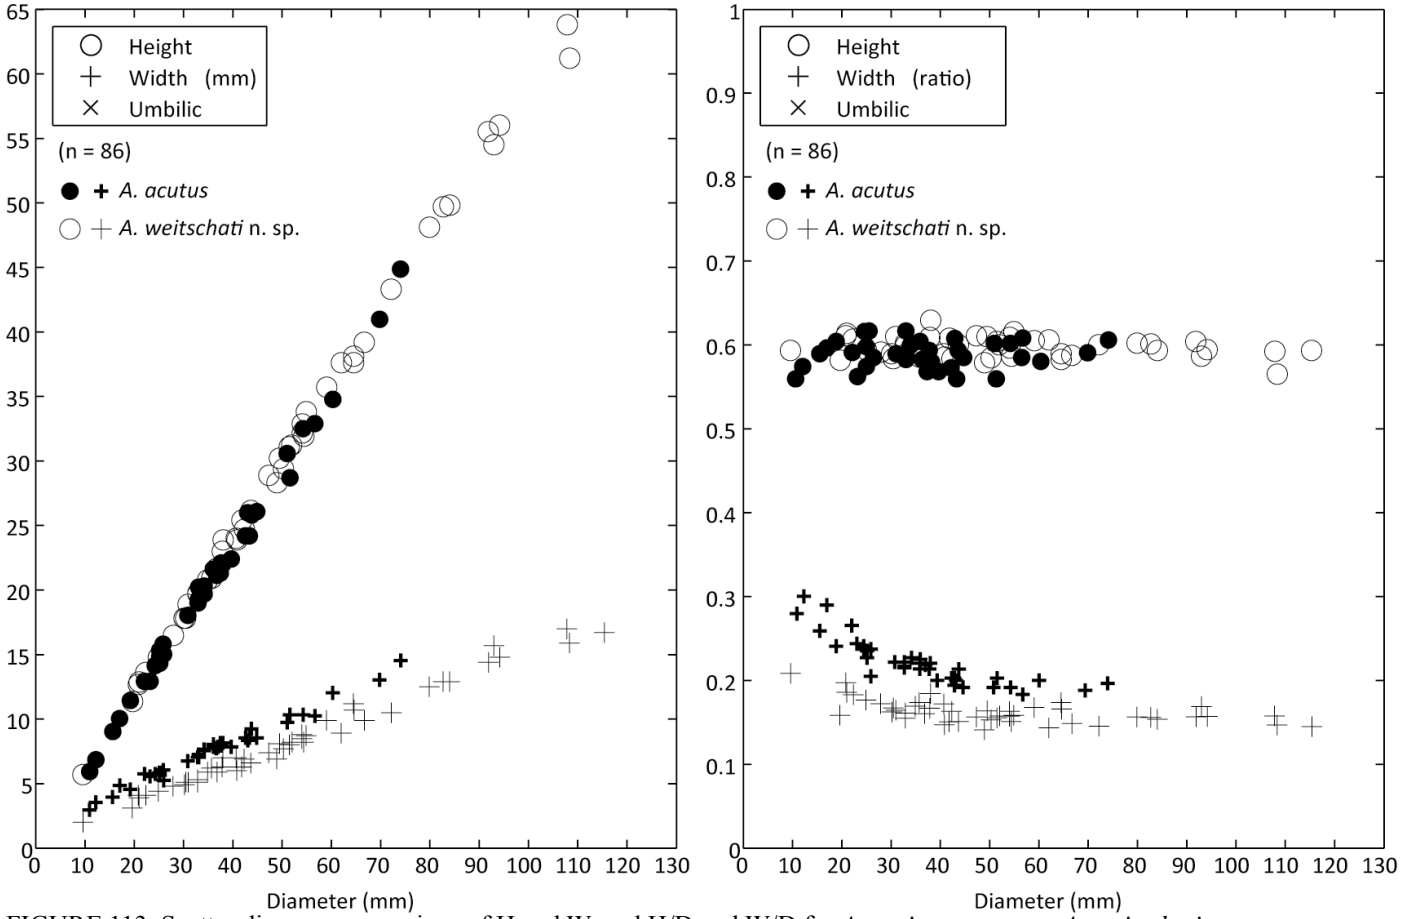 65
60
55
50
45
40
35
30
25
20
15
10
5
0
10 20 30 40 50 60 70 80 90 100 110 120 130
Diameter (mm)
Height
Width (mm)
Umbilic
(n = 86)
A. acutus
A. weitschati n. sp.
1
0.9
0.8
0.7
0.6
0.5
0.4
0.3
0.2
0.1
0
10 20 30 40 50 60 70 80 90 100 110 120 130
Diameter (mm)
Height
Width (ratio)
Umbilic
(n = 86)
A. acutus
A. weitschati n. sp.